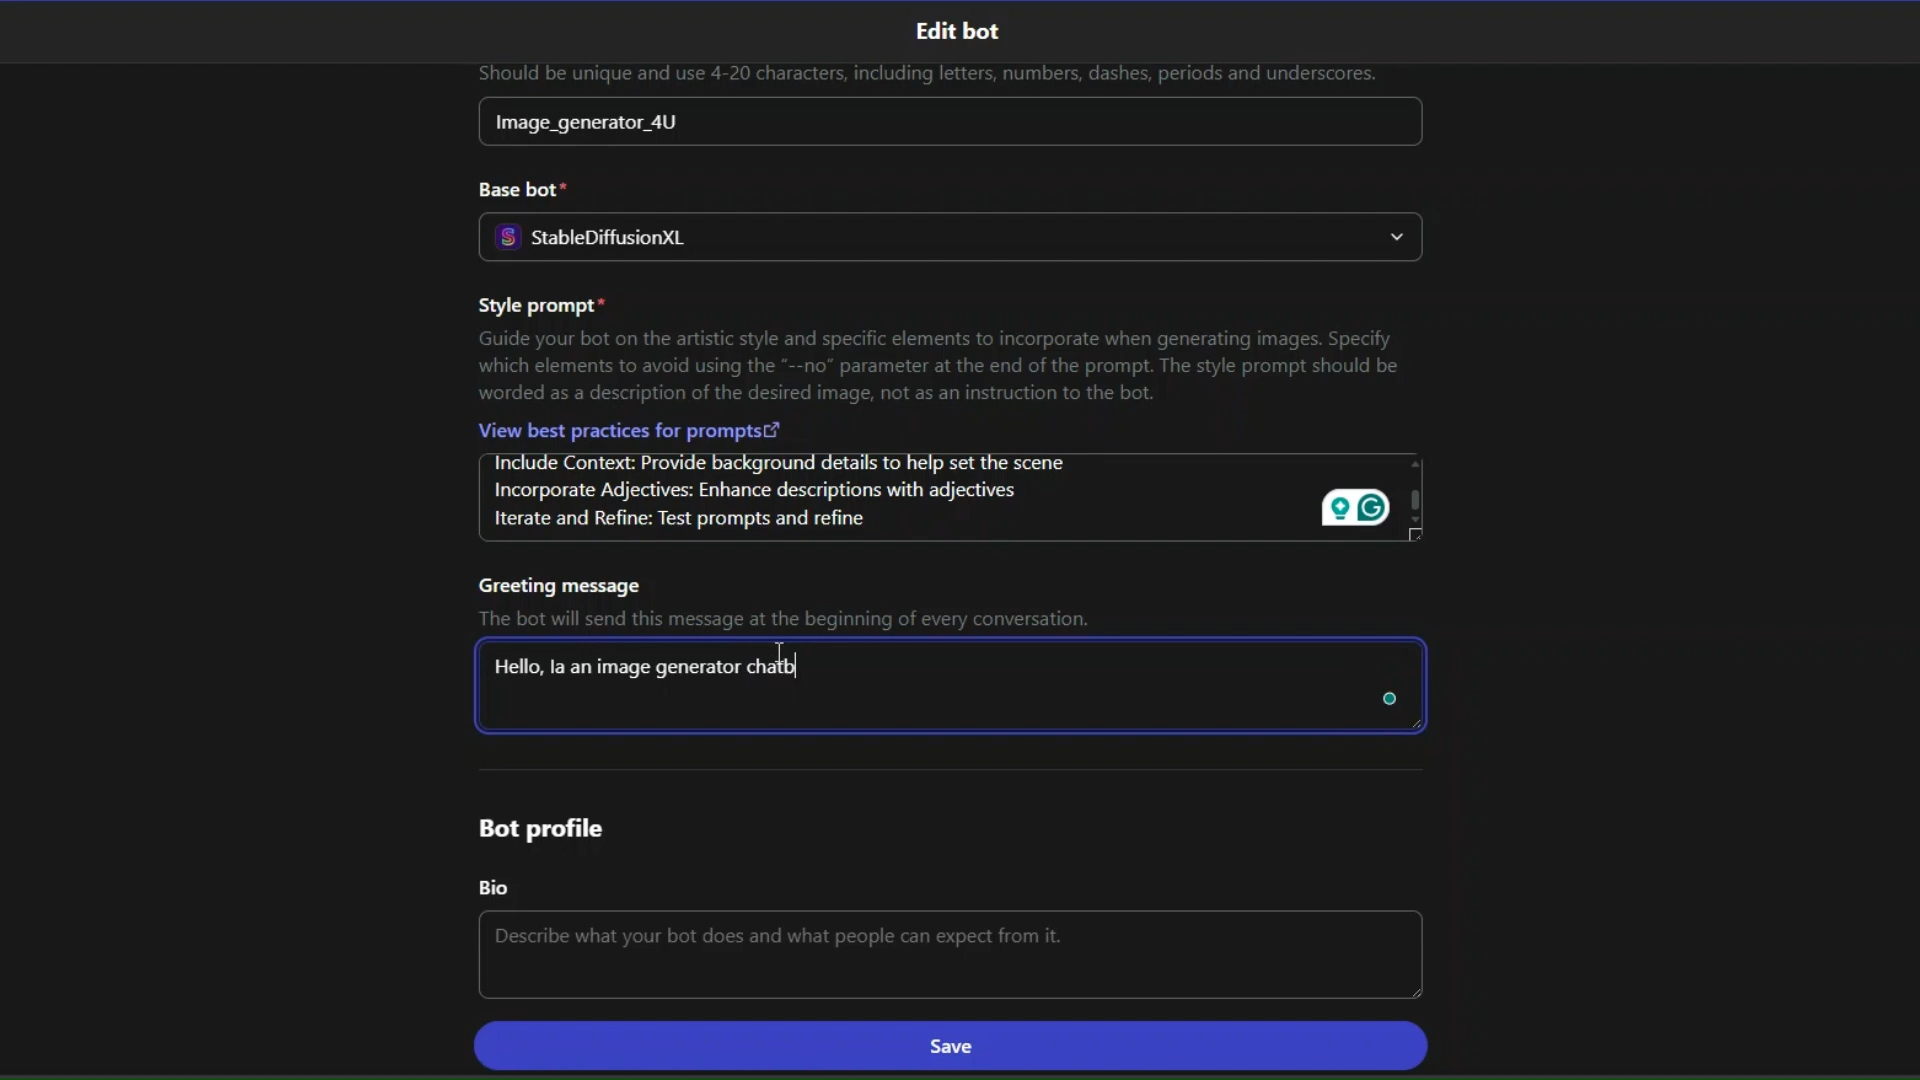 Edit bot
Should be unique and use 4-20 characters, including letters, numbers, dashes, periods and underscores.
Image_generator_4U
Base bot*
StableDiffusionXL
Style prompt*
Guide your bot on the artistic style and specific elements to incorporate when generating images. Specify
which elements to avoid using the "--no" parameter at the end of the prompt. The style prompt should be
worded as a description of the desired image, not as an instruction to the bot.
View best practices for prompts
Include Context: Provide background details to help set the scene
Incorporate Adjectives: Enhance descriptions with adjectives
Iterate and Refine: Test prompts and refine
Greeting message
The bot will send this message at the beginning of every conversation.
Hello, Ia an image generator chatb
Bot profile
Bio
Describe what your bot does and what people can expect from it.
Save